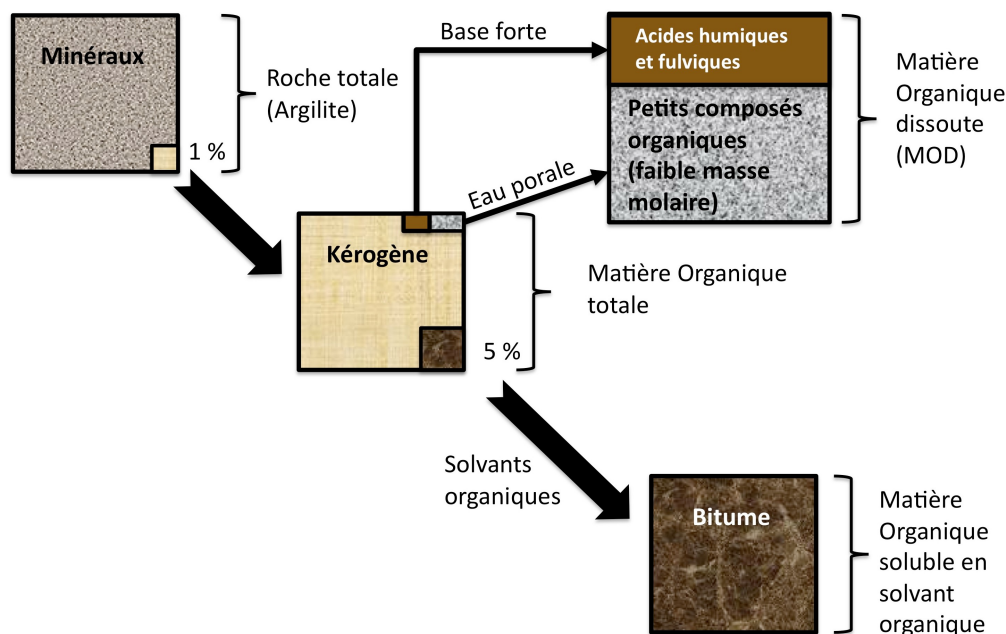 Minéraux
Roche totale
(Argilite)
1 %
Base forte
Acides humiques
et fulviques
Petits composés
organiques
(faible masse
molaire)
Matière
Organique
dissoute
(MOD)
Eau porale
Kérogène
Matière Organique
totale
5 %
Solvants
organiques
Bitume
Matière
Organique
soluble en
solvant
organique